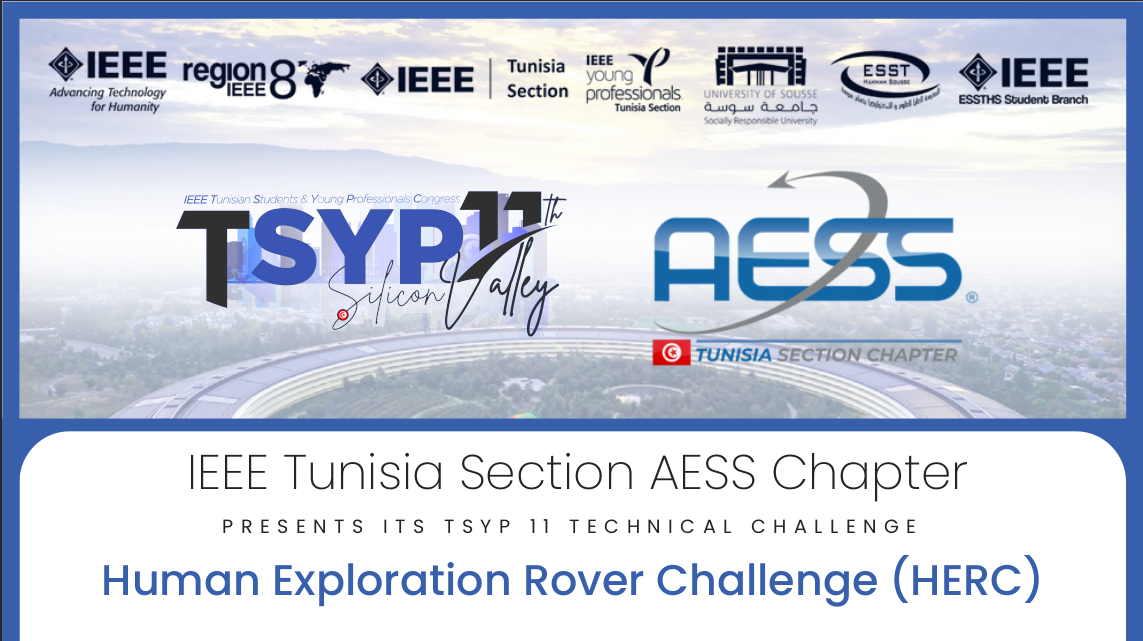 IEEE
Advancing Technology
for Humanity
region
IEEE 8
IEEE
Tunisia
Section
IEEE
young
professionals
Tunisia Section
UNIVERSITY OF SOUSSE
جامعة سوسة
Socially Responsible University
ESST
HAMMAM SOUSSE
IEEE
ESSTHS Student Branch
IEEE Tunisian Students & Young Professionals Congress
TSYP 11th
Silicon Valley
AESS
®
TUNISIA SECTION CHAPTER
IEEE Tunisia Section AESS Chapter
PRESENTS ITS TSYP 11 TECHNICAL CHALLENGE
Human Exploration Rover Challenge (HERC)